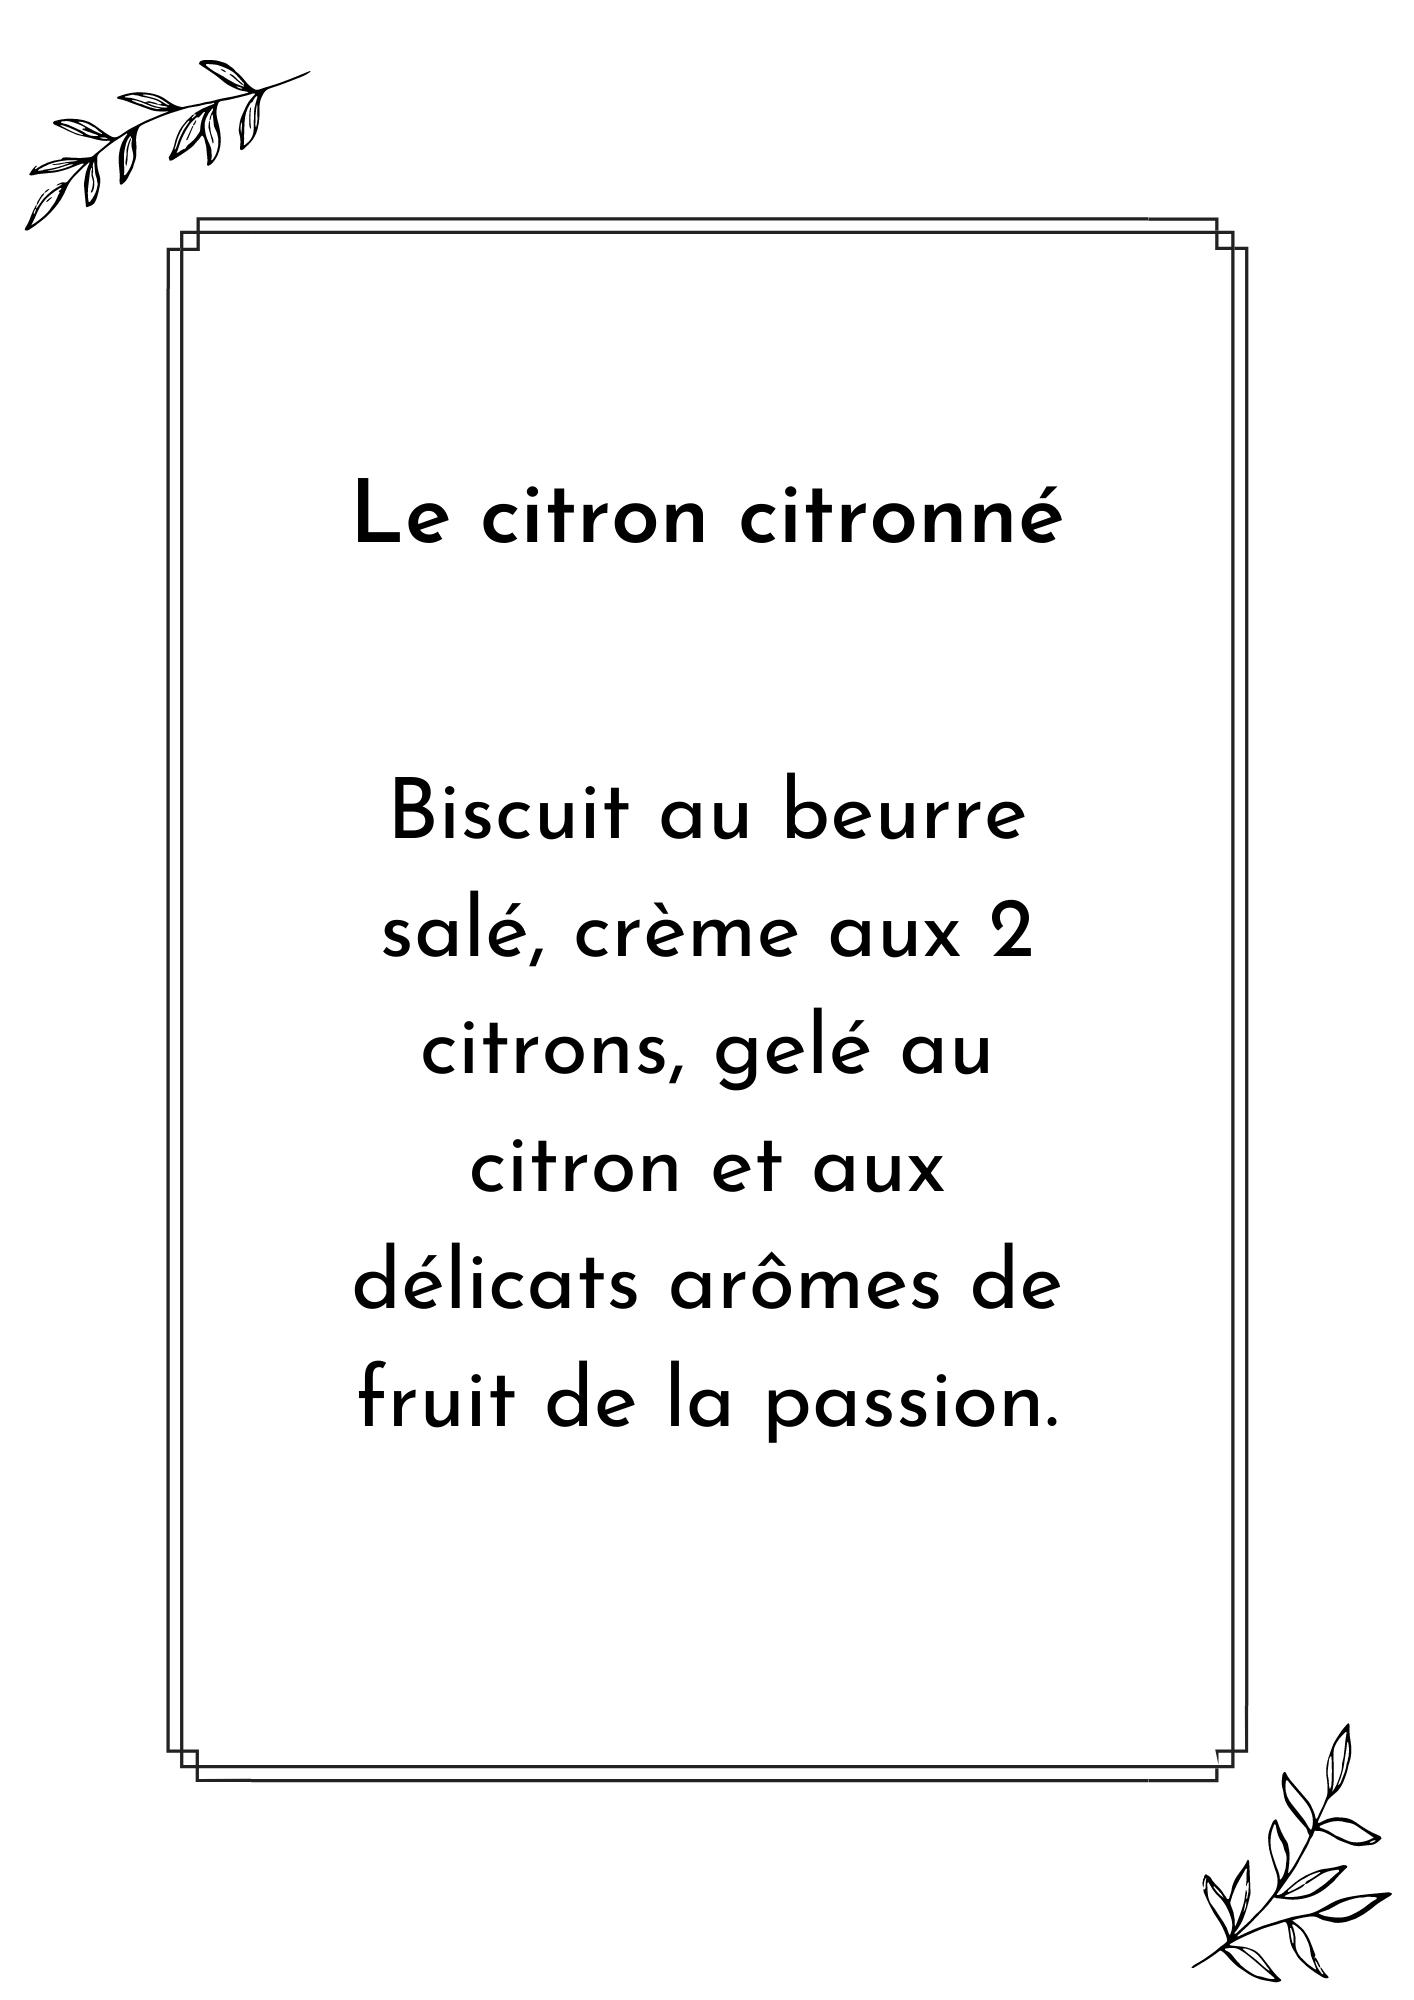 Le citron citronné
Biscuit au beurre
salé, crème aux 2
citrons, gelé au
citron et aux
délicats arômes de
fruit de la passion.